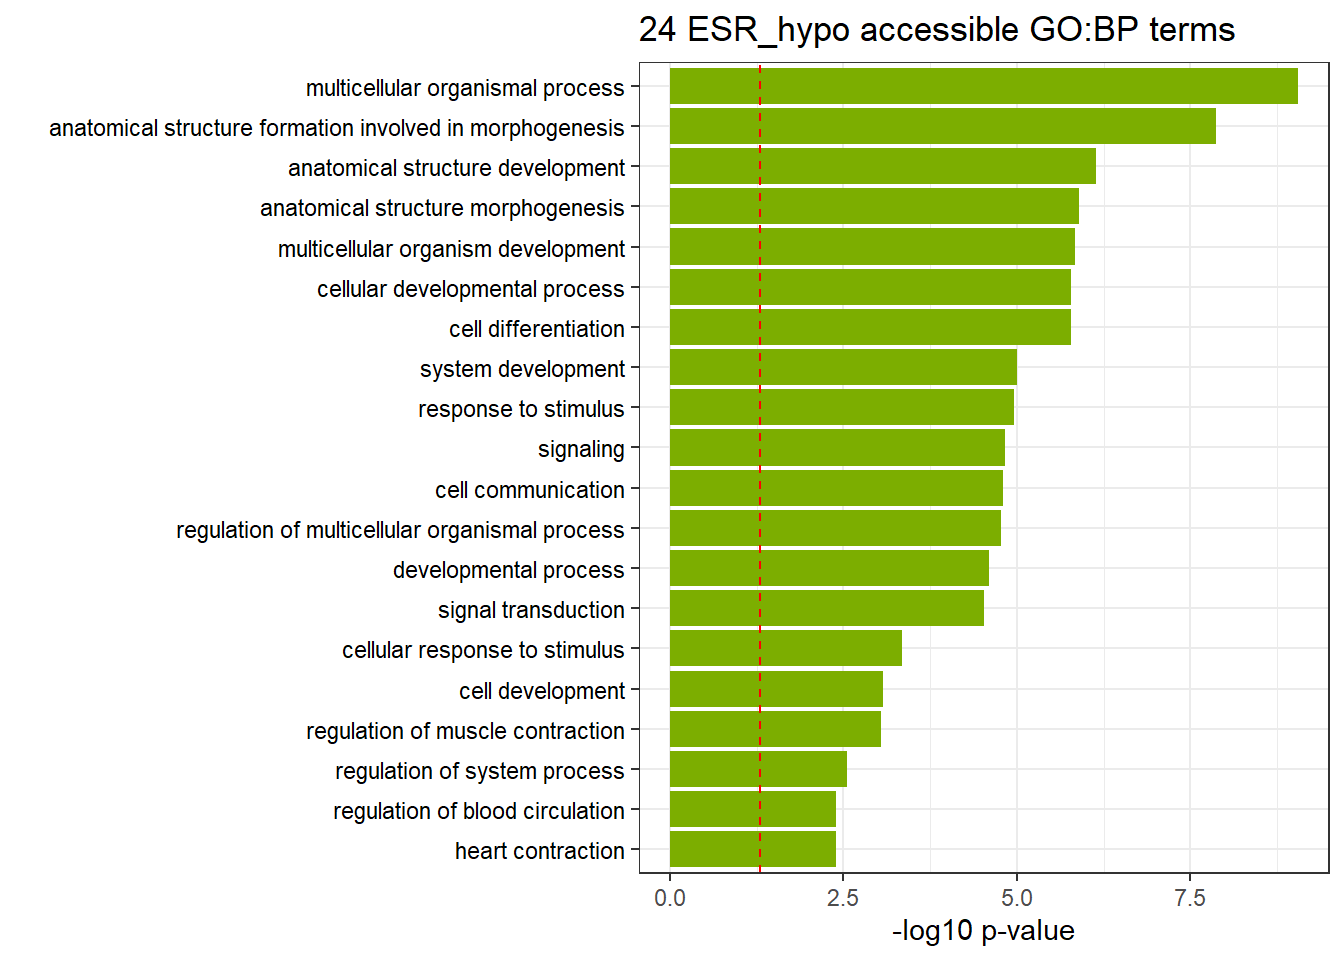 24 ESR_hypo accessible GO:BP terms
multicellular organismal process
anatomical structure formation involved in morphogenesis
anatomical structure development
anatomical structure morphogenesis
multicellular organism development
cellular developmental process
cell differentiation
system development
response to stimulus
signaling
cell communication
regulation of multicellular organismal process
developmental process
signal transduction
cellular response to stimulus
cell development
regulation of muscle contraction
regulation of system process
regulation of blood circulation
heart contraction
0.0 2.5 5.0 7.5
-log10 p-value